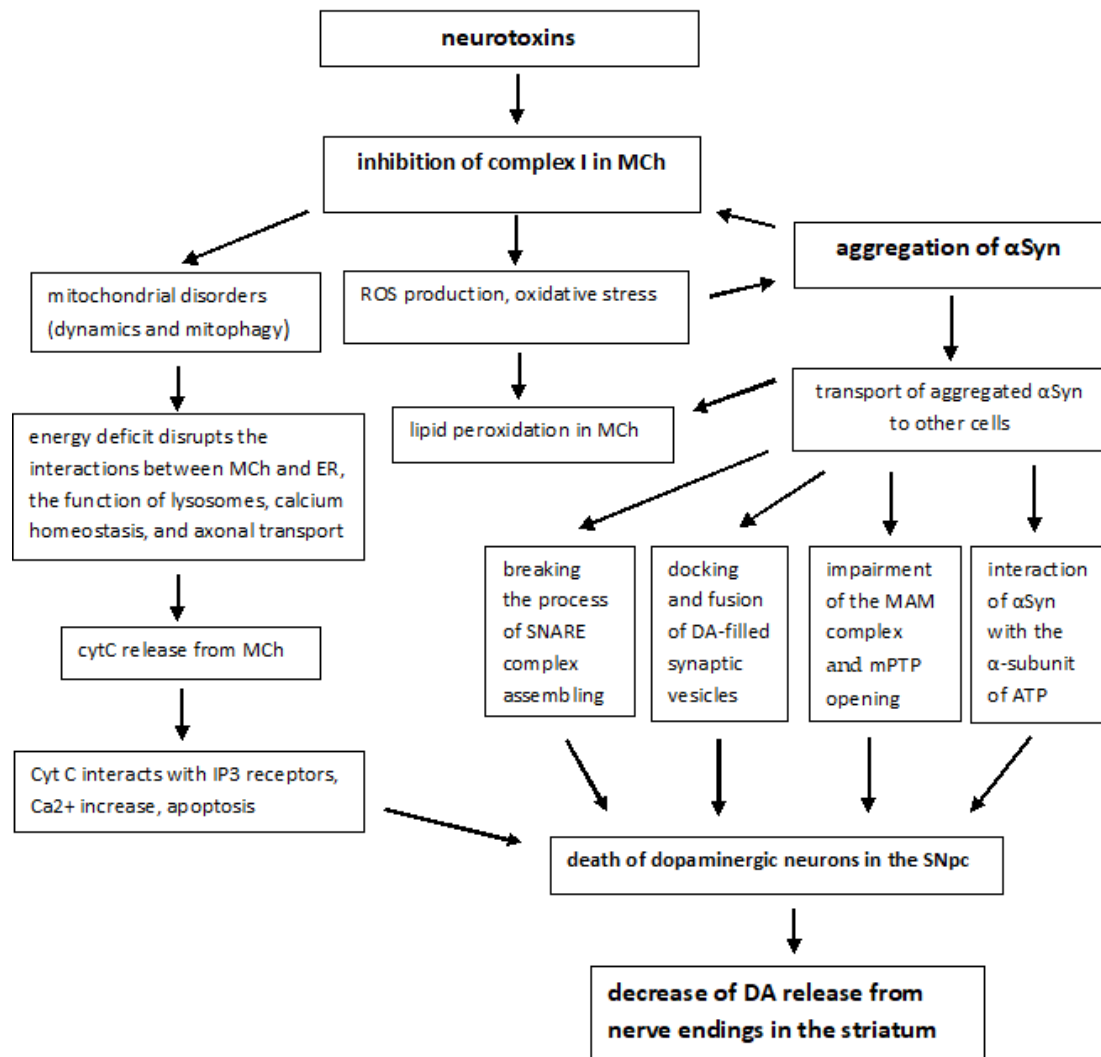 neurotoxins
inhibition of complex I in MCh
aggregation of αSyn
mitochondrial disorders
(dynamics and mitophagy)
ROS production, oxidative stress
transport of aggregated αSyn
to other cells
lipid peroxidation in MCh
energy deficit disrupts the
interactions between MCh and ER,
the function of lysosomes, calcium
homeostasis, and axonal transport
breaking
the process
of SNARE
complex
assembling
docking
and fusion
of DA-filled
synaptic
vesicles
impairment
of the MAM
complex
and mPTP
opening
interaction
of αSyn
with the
α-subunit
of ATP
cytC release from MCh
Cyt C interacts with IP3 receptors,
Ca2+ increase, apoptosis
death of dopaminergic neurons in the SNpc
decrease of DA release from
nerve endings in the striatum